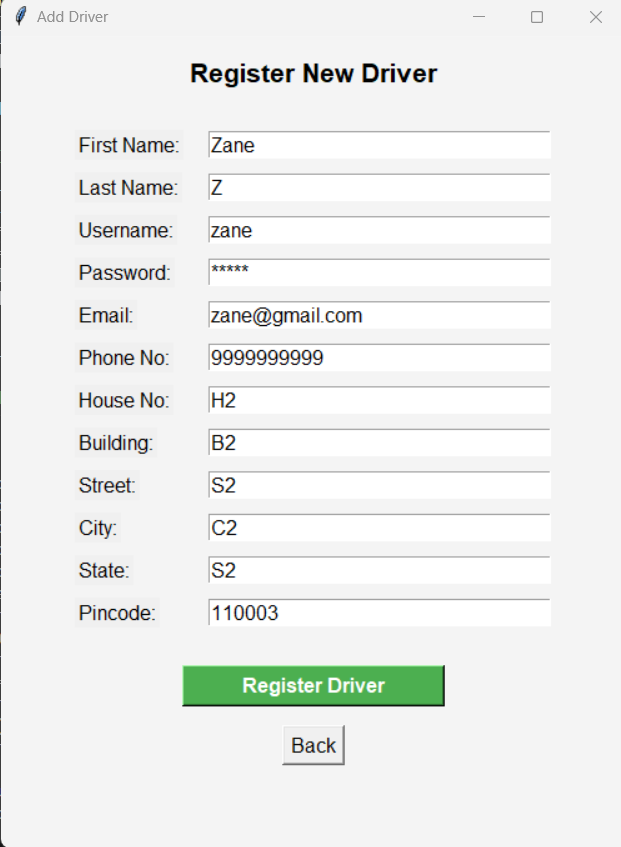 Add Driver
Register New Driver
First Name: Zane
Last Name: Z
Username: zane
Password: *****
Email: zane@gmail.com
Phone No: 9999999999
House No: H2
Building: B2
Street: S2
City: C2
State: S2
Pincode: 110003
Register Driver
Back